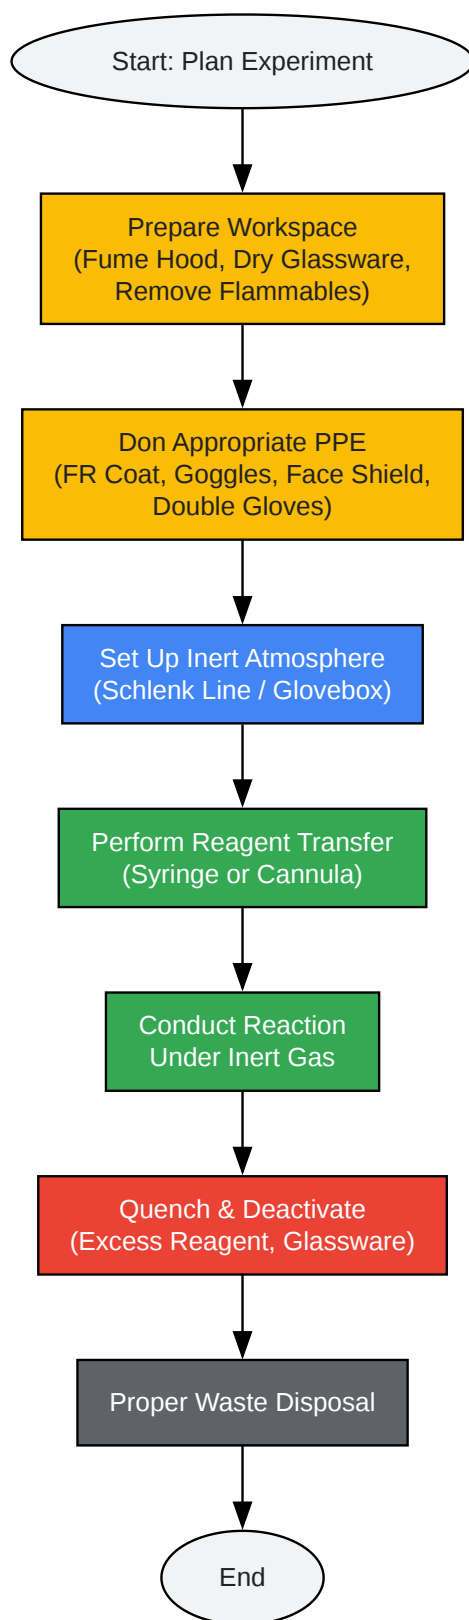 Start: Plan Experiment
Prepare Workspace
(Fume Hood, Dry Glassware,
Remove Flammables)
Don Appropriate PPE
(FR Coat, Goggles, Face Shield,
Double Gloves)
Set Up Inert Atmosphere
(Schlenk Line / Glovebox)
Perform Reagent Transfer
(Syringe or Cannula)
Conduct Reaction
Under Inert Gas
Quench & Deactivate
(Excess Reagent, Glassware)
Proper Waste Disposal
End